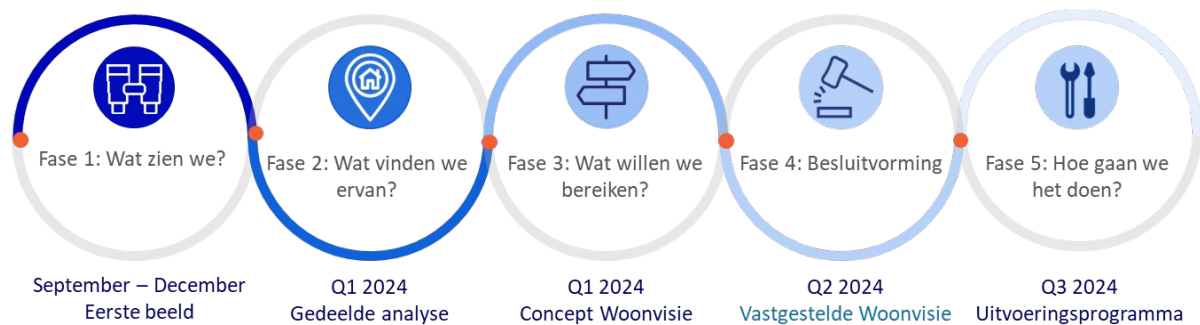 Fase 1: Wat zien we?
Fase 2: Wat vinden we
ervan?
Fase 3: Wat willen we
bereiken?
Fase 4: Besluitvorming
Fase 5: Hoe gaan we
het doen?
September – December
Eerste beeld
Q1 2024
Gedeelde analyse
Q1 2024
Concept Woonvisie
Q2 2024
Vastgestelde Woonvisie
Q3 2024
Uitvoeringsprogramma